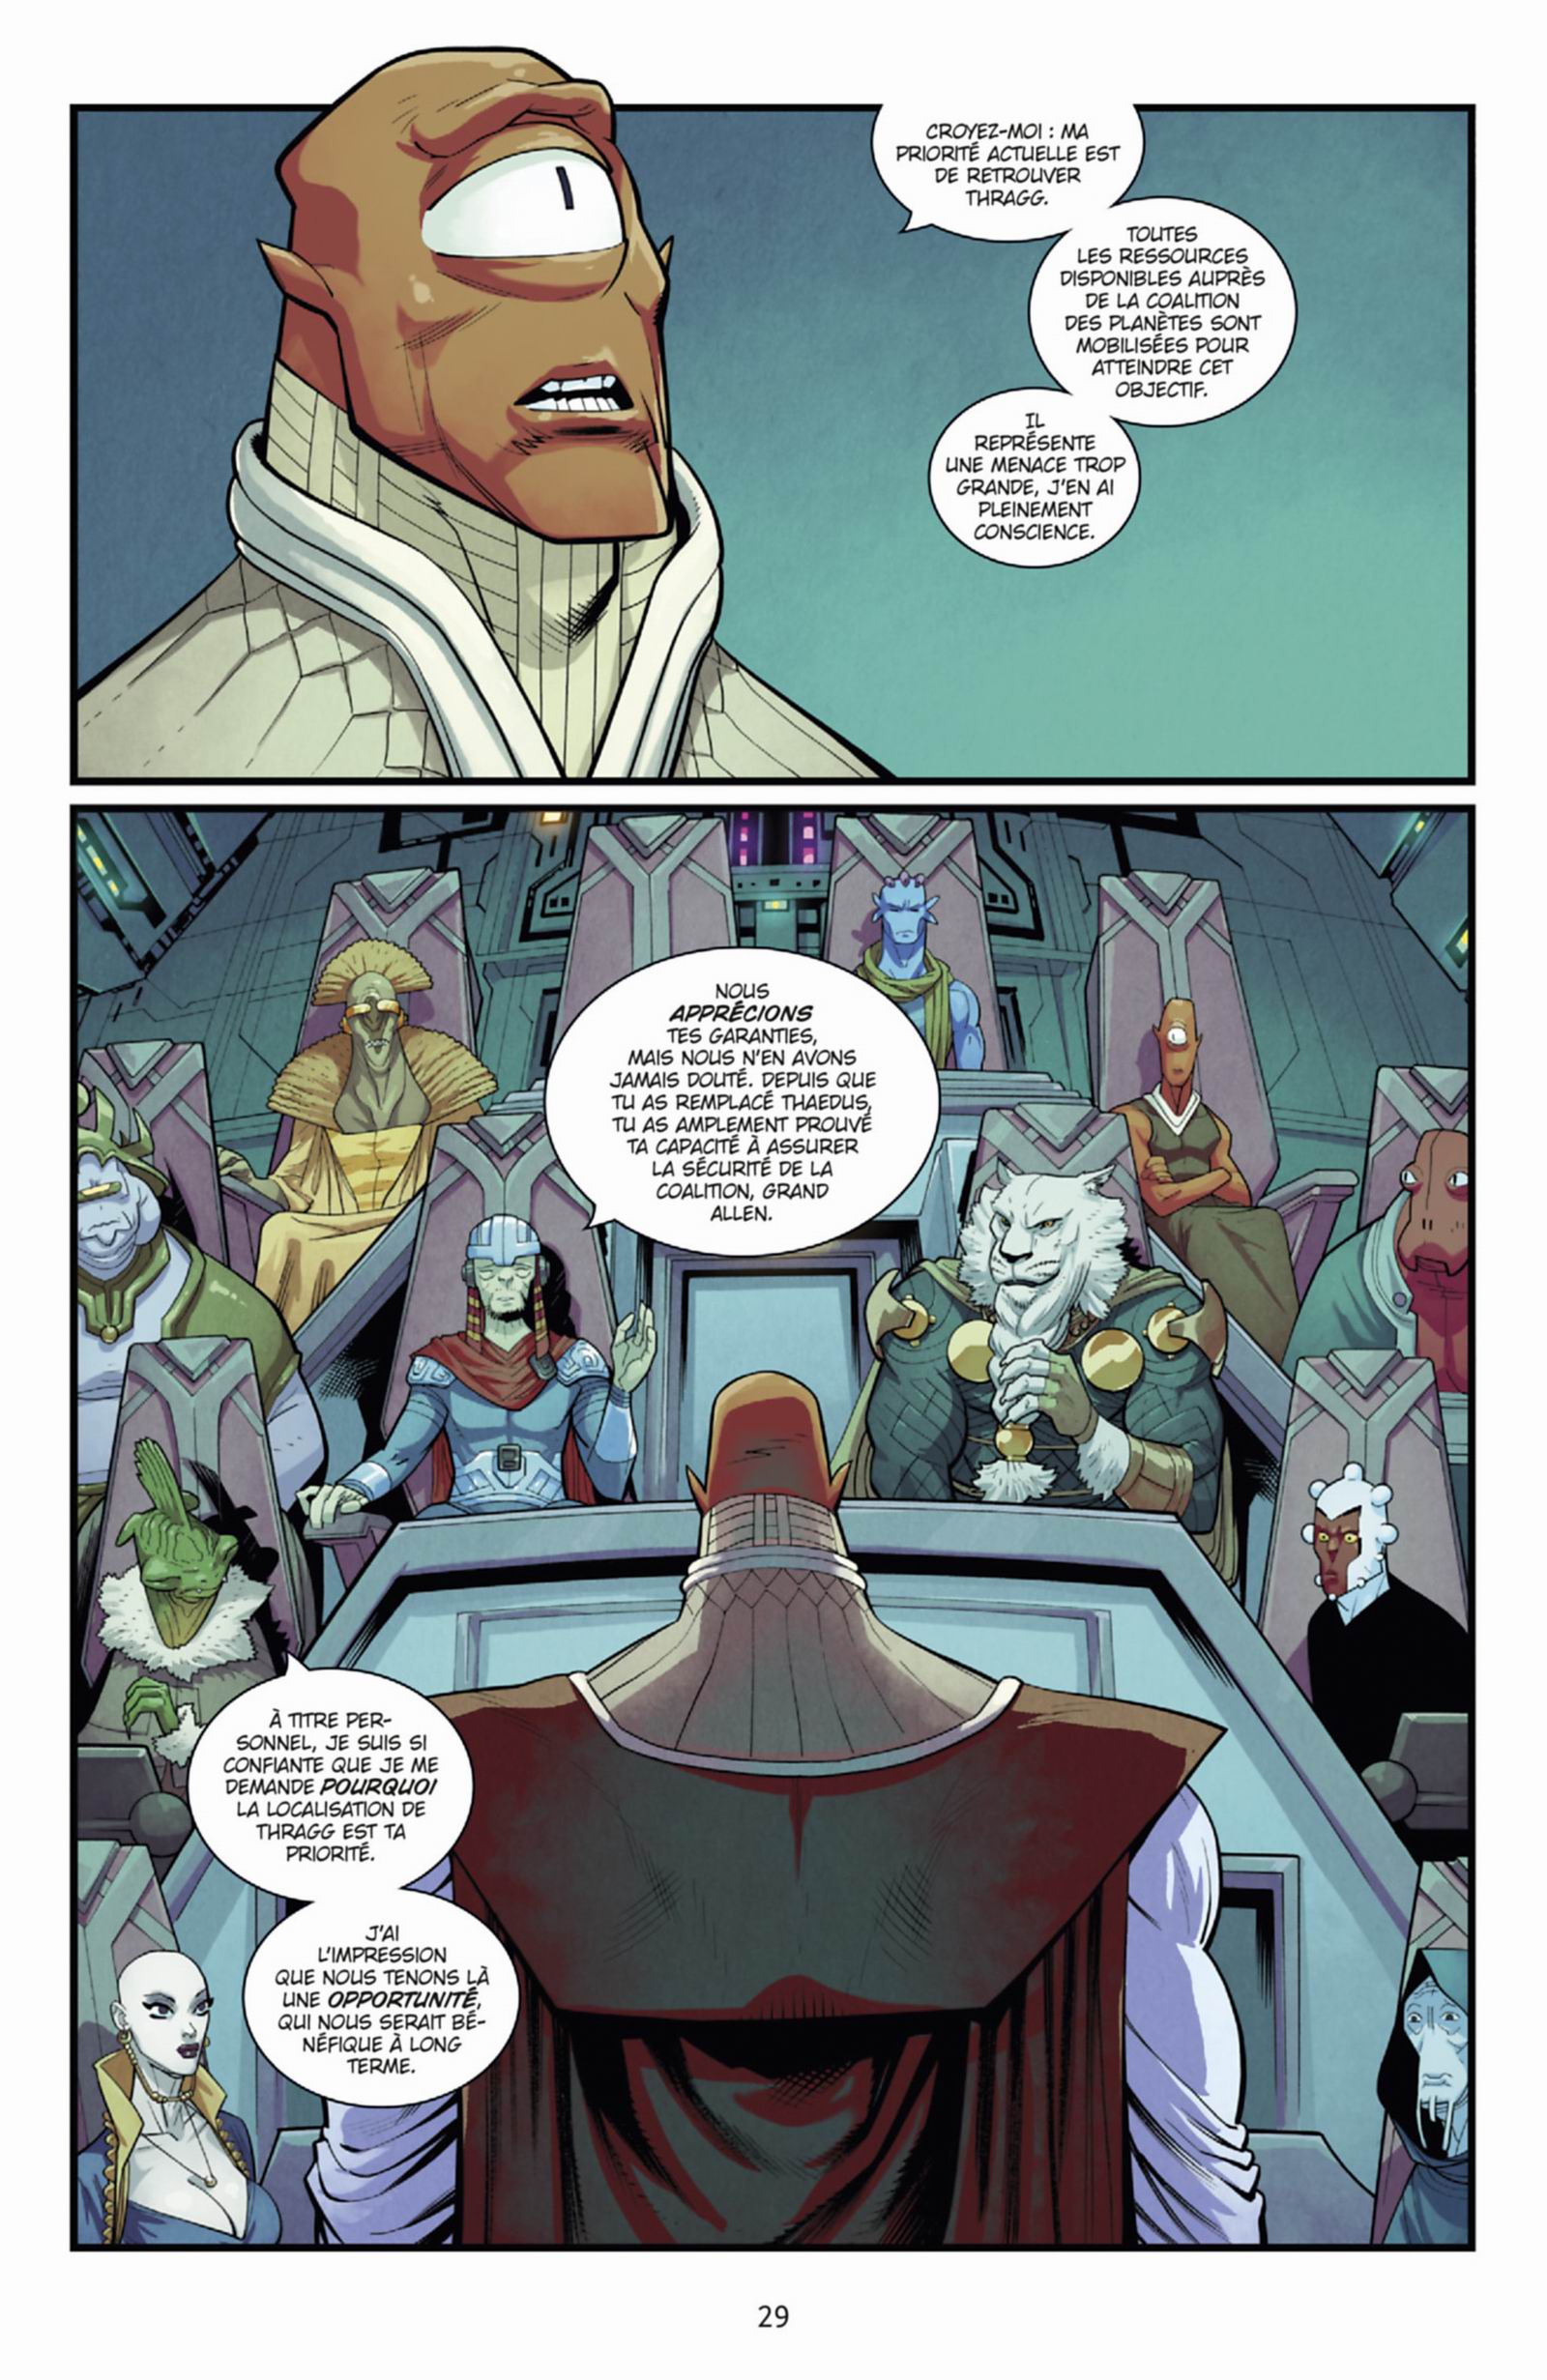 CROYEZ-MOI : MA
PRIORITÉ ACTUELLE EST
DE RETROUVER
THRAGG.
TOUTES
LES RESSOURCES
DISPONIBLES AUPRÈS
DE LA COALITION
DES PLANÈTES SONT
MOBILISÉES POUR
ATTEINDRE CET
OBJECTIF.
IL
REPRÉSENTE
UNE MENACE TROP
GRANDE, J'EN AI
PLEINEMENT
CONSCIENCE.
NOUS
APPRÉCIONS
TES GARANTIES,
MAIS NOUS N'EN AVONS
JAMAIS DOUTÉ. DEPUIS QUE
TU AS REMPLACÉ THAEDUS,
TU AS AMPLEMENT PROUVÉ
TA CAPACITÉ À ASSURER
LA SÉCURITÉ DE LA
COALITION, GRAND
ALLEN.
À TITRE PER-
SONNEL, JE SUIS SI
CONFIANTE QUE JE ME
DEMANDE POURQUOI
LA LOCALISATION DE
THRAGG EST TA
PRIORITÉ.
J'AI
L'IMPRESSION
QUE NOUS TENONS LÀ
UNE OPPORTUNITÉ,
QUI NOUS SERAIT BÉ-
NÉFIQUE À LONG
TERME.
29